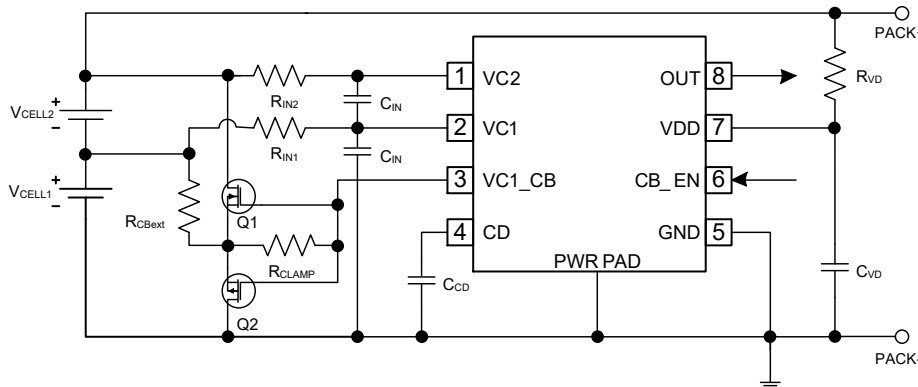 PACK+
1 VC2 OUT 8
RIN2
CIN
RVD
VCELL2
+
–
2 VC1 VDD 7
RIN1
CIN
VCELL1
+
–
3 VC1_CB CB_EN 6
RCBext
Q1
4 CD GND 5
RCLAMP
PWR PAD
CCD
CVD
Q2
PACK-